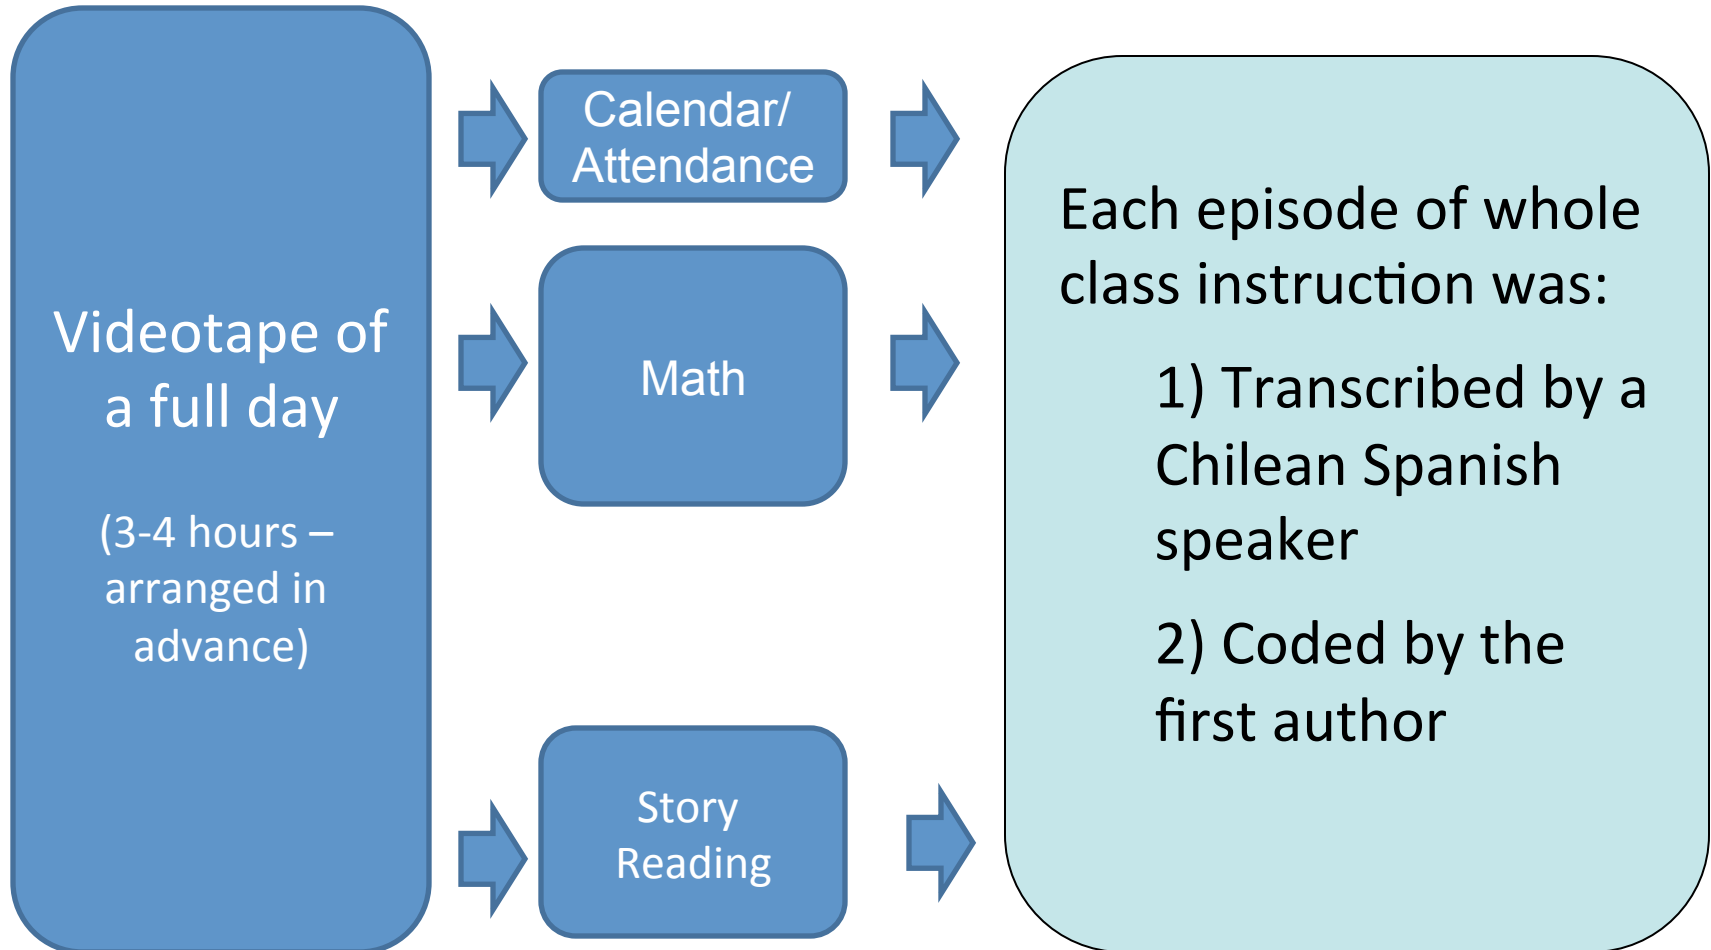 Videotape of
a full day
(3-4 hours –
arranged in
advance)
Calendar/
Attendance
Math
Story
Reading
Each episode of whole
class instruction was:
1) Transcribed by a
Chilean Spanish
speaker
2) Coded by the
first author